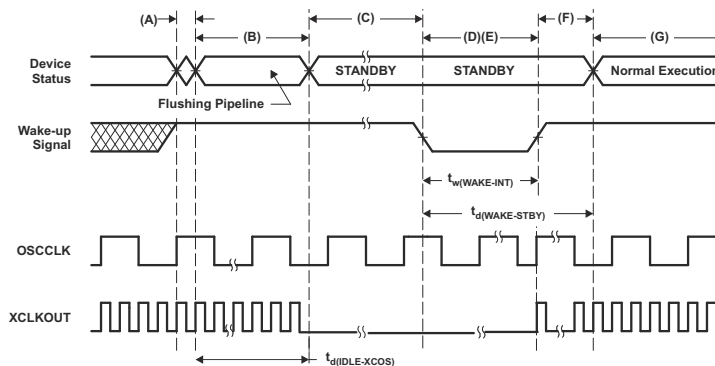 (A)
(B)
(C)
(D)(E)
(F)
(G)
Device
Status
STANDBY
STANDBY
Normal Execution
Flushing Pipeline
Wake-up
Signal
tw(WAKE-INT)
td(WAKE-STBY)
OSCCLK
XCLKOUT
td(IDLE-XCOS)